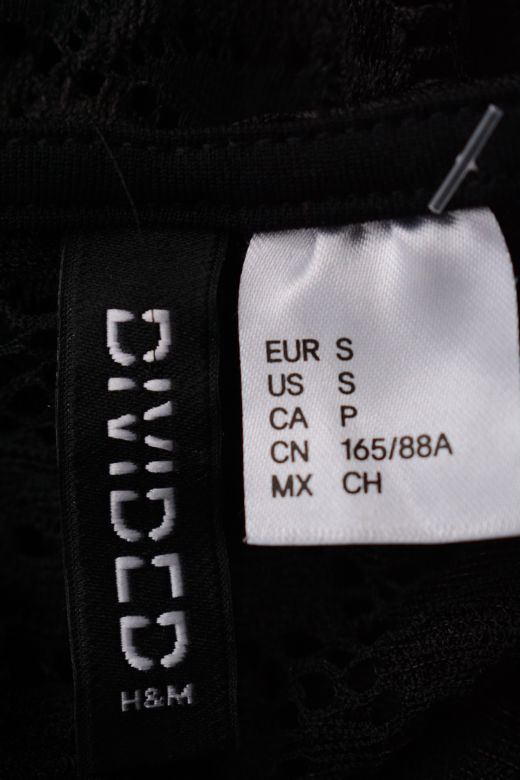 DIVIDED
H&M
EUR S
US S
CA P
CN 165/88A
MX CH